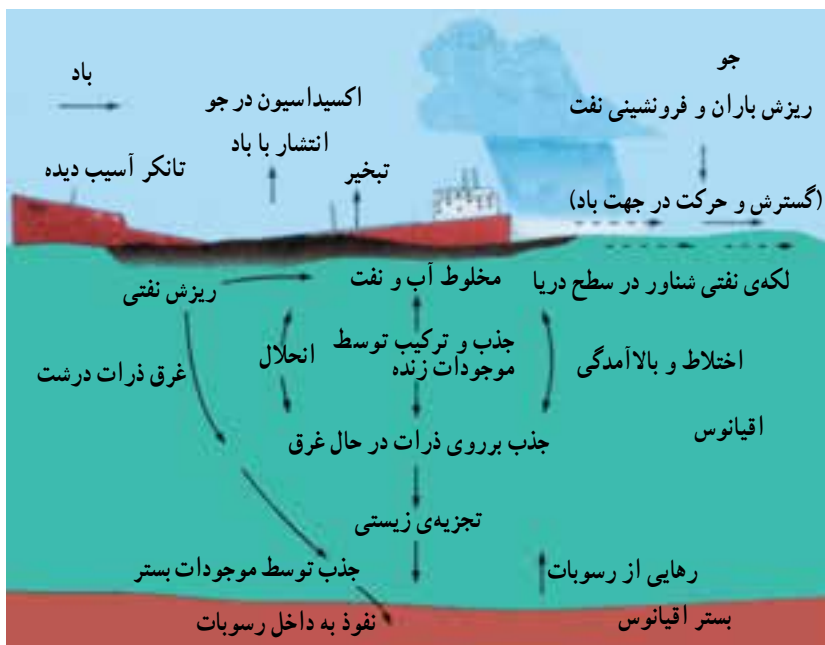 جو
باد
ریزش باران و فرونشینی نفت
اکسیداسیون در جو
انتشار با باد
تبخیر
تانکر آسیب دیده
(گسترش و حرکت در جهت باد)
لکه‌ی نفتی شناور در سطح دریا
مخلوط آب و نفت
ریزش نفتی
اختلاط و بالاآمدگی
جذب و ترکیب توسط
موجودات زنده
انحلال
غرق ذرات درشت
اقیانوس
جذب برروی ذرات در حال غرق
تجزیه‌ی زیستی
رهایی از رسوبات
جذب توسط موجودات بستر
بستر اقیانوس
نفوذ به داخل رسوبات